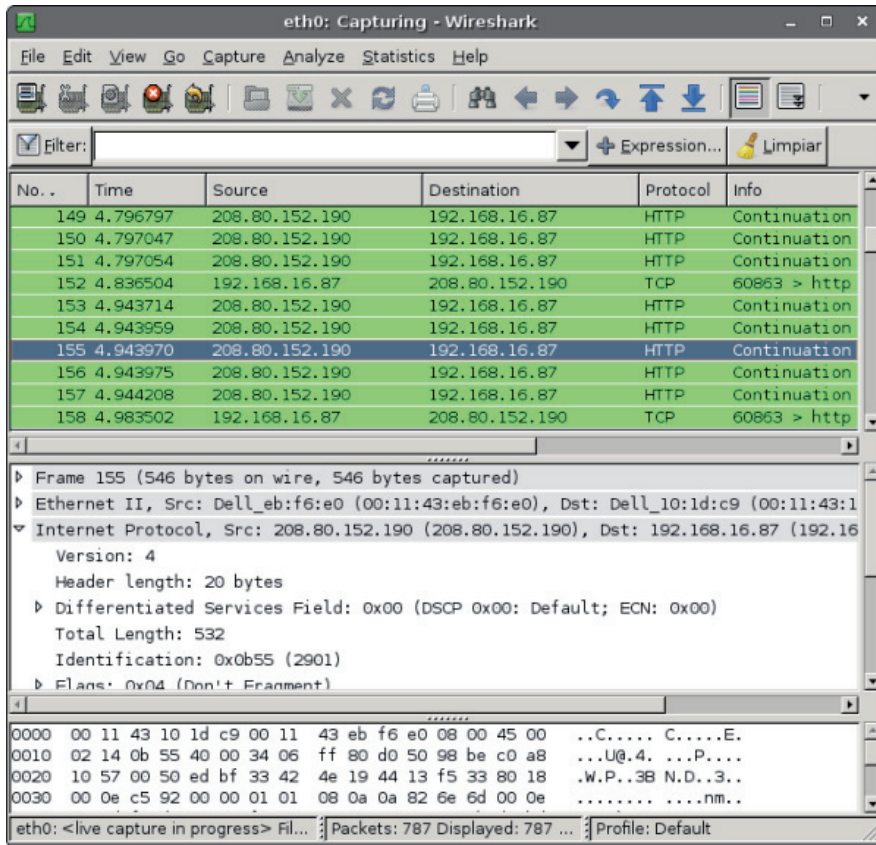 eth0: Capturing - Wireshark
File Edit View Go Capture Analyze Statistics Help
Filter: Expression... Limpiar
No. . Time Source Destination Protocol Info
149 4.796797 208.80.152.190 192.168.16.87 HTTP Continuation
150 4.797047 208.80.152.190 192.168.16.87 HTTP Continuation
151 4.797054 208.80.152.190 192.168.16.87 HTTP Continuation
152 4.836504 192.168.16.87 208.80.152.190 TCP 60863 > http
153 4.943714 208.80.152.190 192.168.16.87 HTTP Continuation
154 4.943959 208.80.152.190 192.168.16.87 HTTP Continuation
155 4.943970 208.80.152.190 192.168.16.87 HTTP Continuation
156 4.943975 208.80.152.190 192.168.16.87 HTTP Continuation
157 4.944208 208.80.152.190 192.168.16.87 HTTP Continuation
158 4.983502 192.168.16.87 208.80.152.190 TCP 60863 > http
Frame 155 (546 bytes on wire, 546 bytes captured)
Ethernet II, Src: Dell_eb:f6:e0 (00:11:43:eb:f6:e0), Dst: Dell_10:1d:c9 (00:11:43:1
Internet Protocol, Src: 208.80.152.190 (208.80.152.190), Dst: 192.168.16.87 (192.16
Version: 4
Header length: 20 bytes
Differentiated Services Field: 0x00 (DSCP 0x00: Default; ECN: 0x00)
Total Length: 532
Identification: 0x0b55 (2901)
Flags: 0x04 (Don't Fragment)
0000 00 11 43 10 1d c9 00 11 43 eb f6 e0 08 00 45 00 ..C..... C.....E.
0010 02 14 0b 55 40 00 34 06 ff 80 d0 50 98 be c0 a8 ...U@.4. ...P....
0020 10 57 00 50 ed bf 33 42 4e 19 44 13 f5 33 80 18 .W.P..3B N.D..3..
0030 00 0e c5 92 00 00 01 01 08 0a 0a 82 6e 6d 00 0e ........ ....nm..
eth0: <live capture in progress> Fil... Packets: 787 Displayed: 787 ... Profile: Default